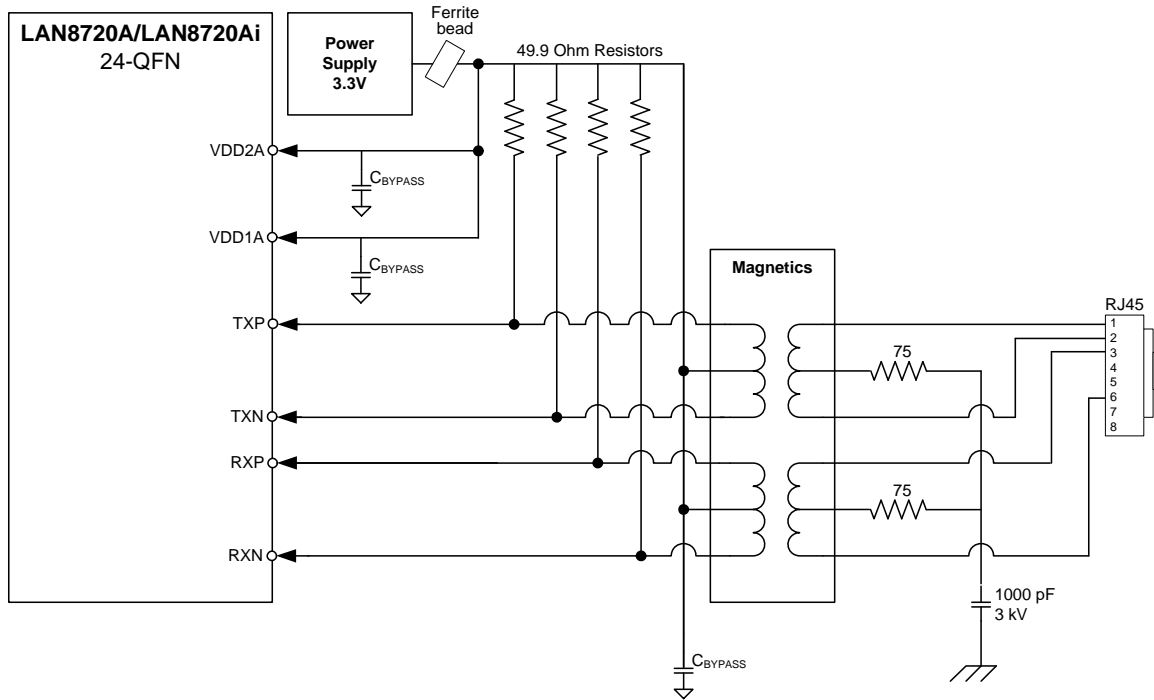 LAN8720A/LAN8720Ai
24-QFN
Power
Supply
3.3V
Ferrite
bead
49.9 Ohm Resistors
VDD2A
CBYPASS
VDD1A
CBYPASS
Magnetics
TXP
RJ45
1
2
3
4
5
6
7
8
75
TXN
RXP
75
RXN
1000 pF
3 kV
CBYPASS